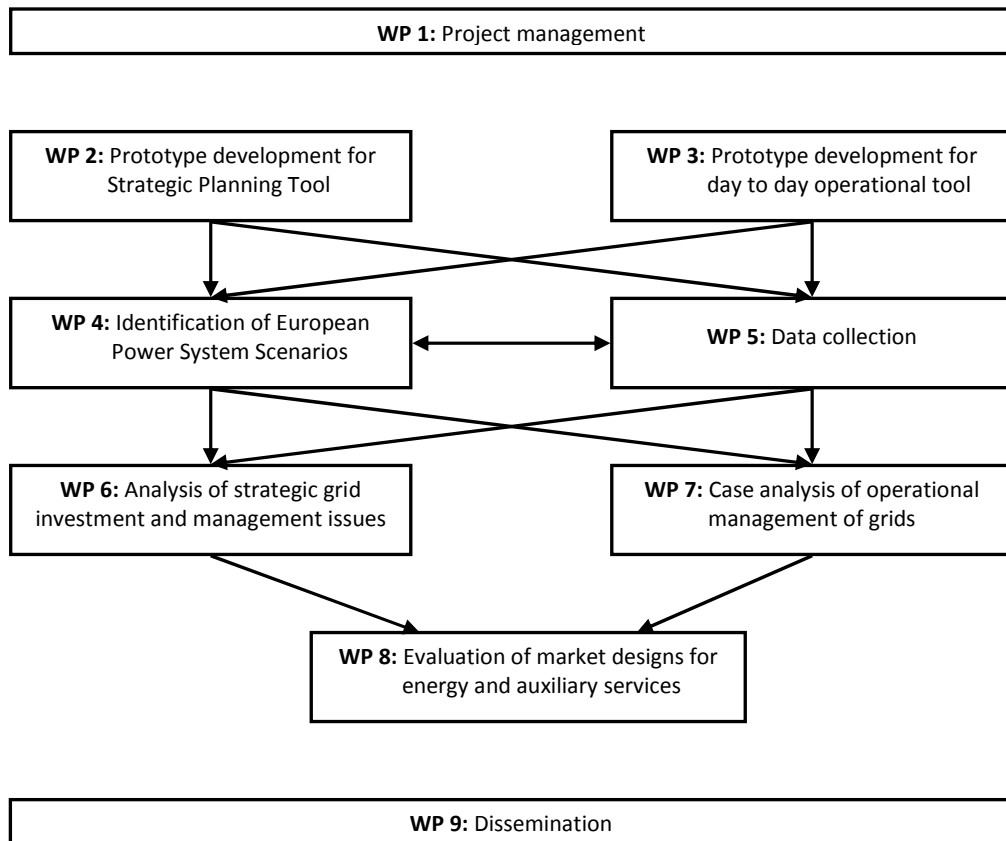 WP 1: Project management
WP 2: Prototype development for
Strategic Planning Tool
WP 3: Prototype development for
day to day operational tool
WP 4: Identification of European
Power System Scenarios
WP 5: Data collection
WP 6: Analysis of strategic grid
investment and management issues
WP 7: Case analysis of operational
management of grids
WP 8: Evaluation of market designs for
energy and auxiliary services
WP 9: Dissemination